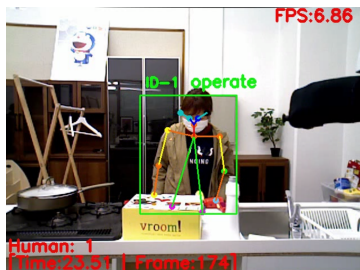 FPS:6.86
ID-1 operate
vroom!
Human: 1
[Time:23.51 | Frame:174]